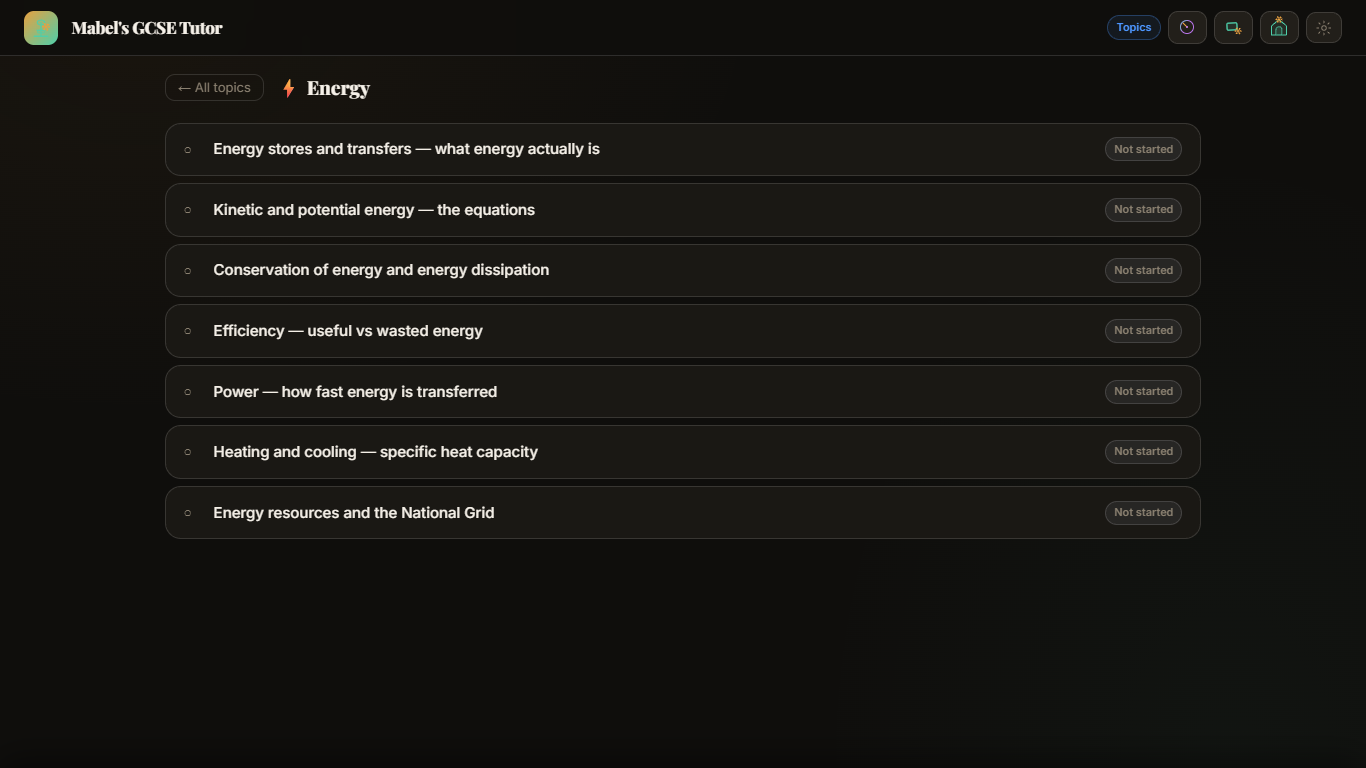 Mabel's GCSE Tutor
Topics
← All topics
Energy
Energy stores and transfers — what energy actually is
Not started
Kinetic and potential energy — the equations
Not started
Conservation of energy and energy dissipation
Not started
Efficiency — useful vs wasted energy
Not started
Power — how fast energy is transferred
Not started
Heating and cooling — specific heat capacity
Not started
Energy resources and the National Grid
Not started